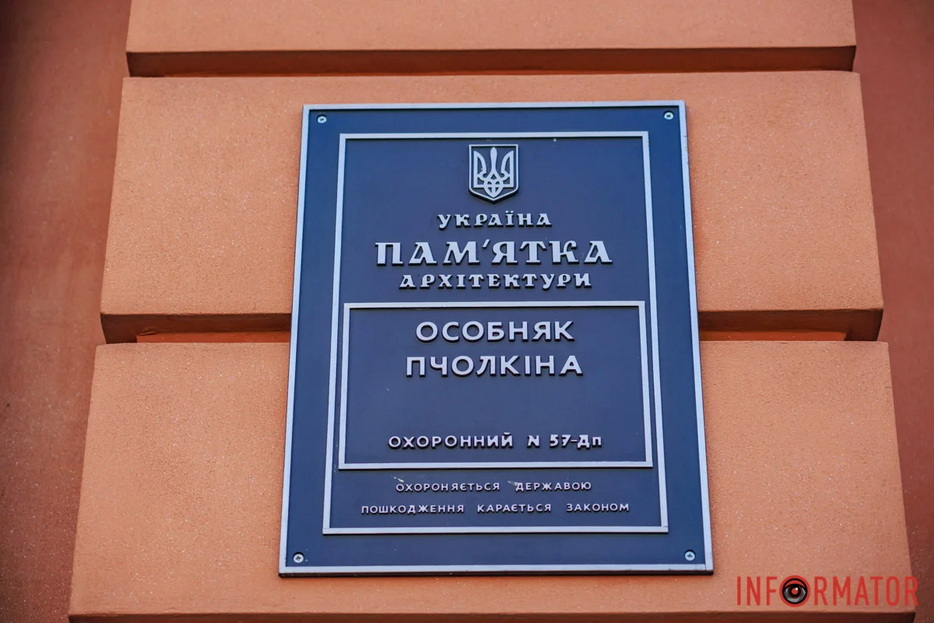 УКРАЇНА
ПАМ'ЯТКА
АРХІТЕКТУРИ
ОСОБНЯК
ПЧОЛКІНА
ОХОРОННИЙ N 57-Дп
ОХОРОНЯЄТЬСЯ ДЕРЖАВОЮ
ПОШКОДЖЕННЯ КАРАЄТЬСЯ ЗАКОНОМ
INFORMATOR